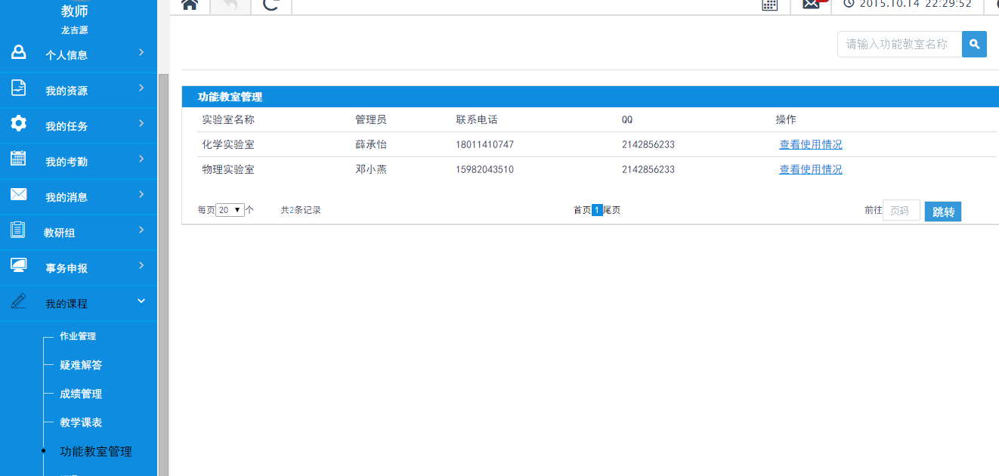 教师
龙吉源
个人信息
我的资源
我的任务
我的考勤
我的消息
教研组
事务申报
我的课程
作业管理
疑难解答
成绩管理
教学课表
功能教室管理
2015.10.14 22:29:52
请输入功能教室名称
功能教室管理
实验室名称 管理员 联系电话 QQ 操作
化学实验室 薛承怡 18011410747 2142856233 查看使用情况
物理实验室 邓小燕 15982043510 2142856233 查看使用情况
每页 20 个 共2条记录 首页 1 尾页 前往 页码 跳转